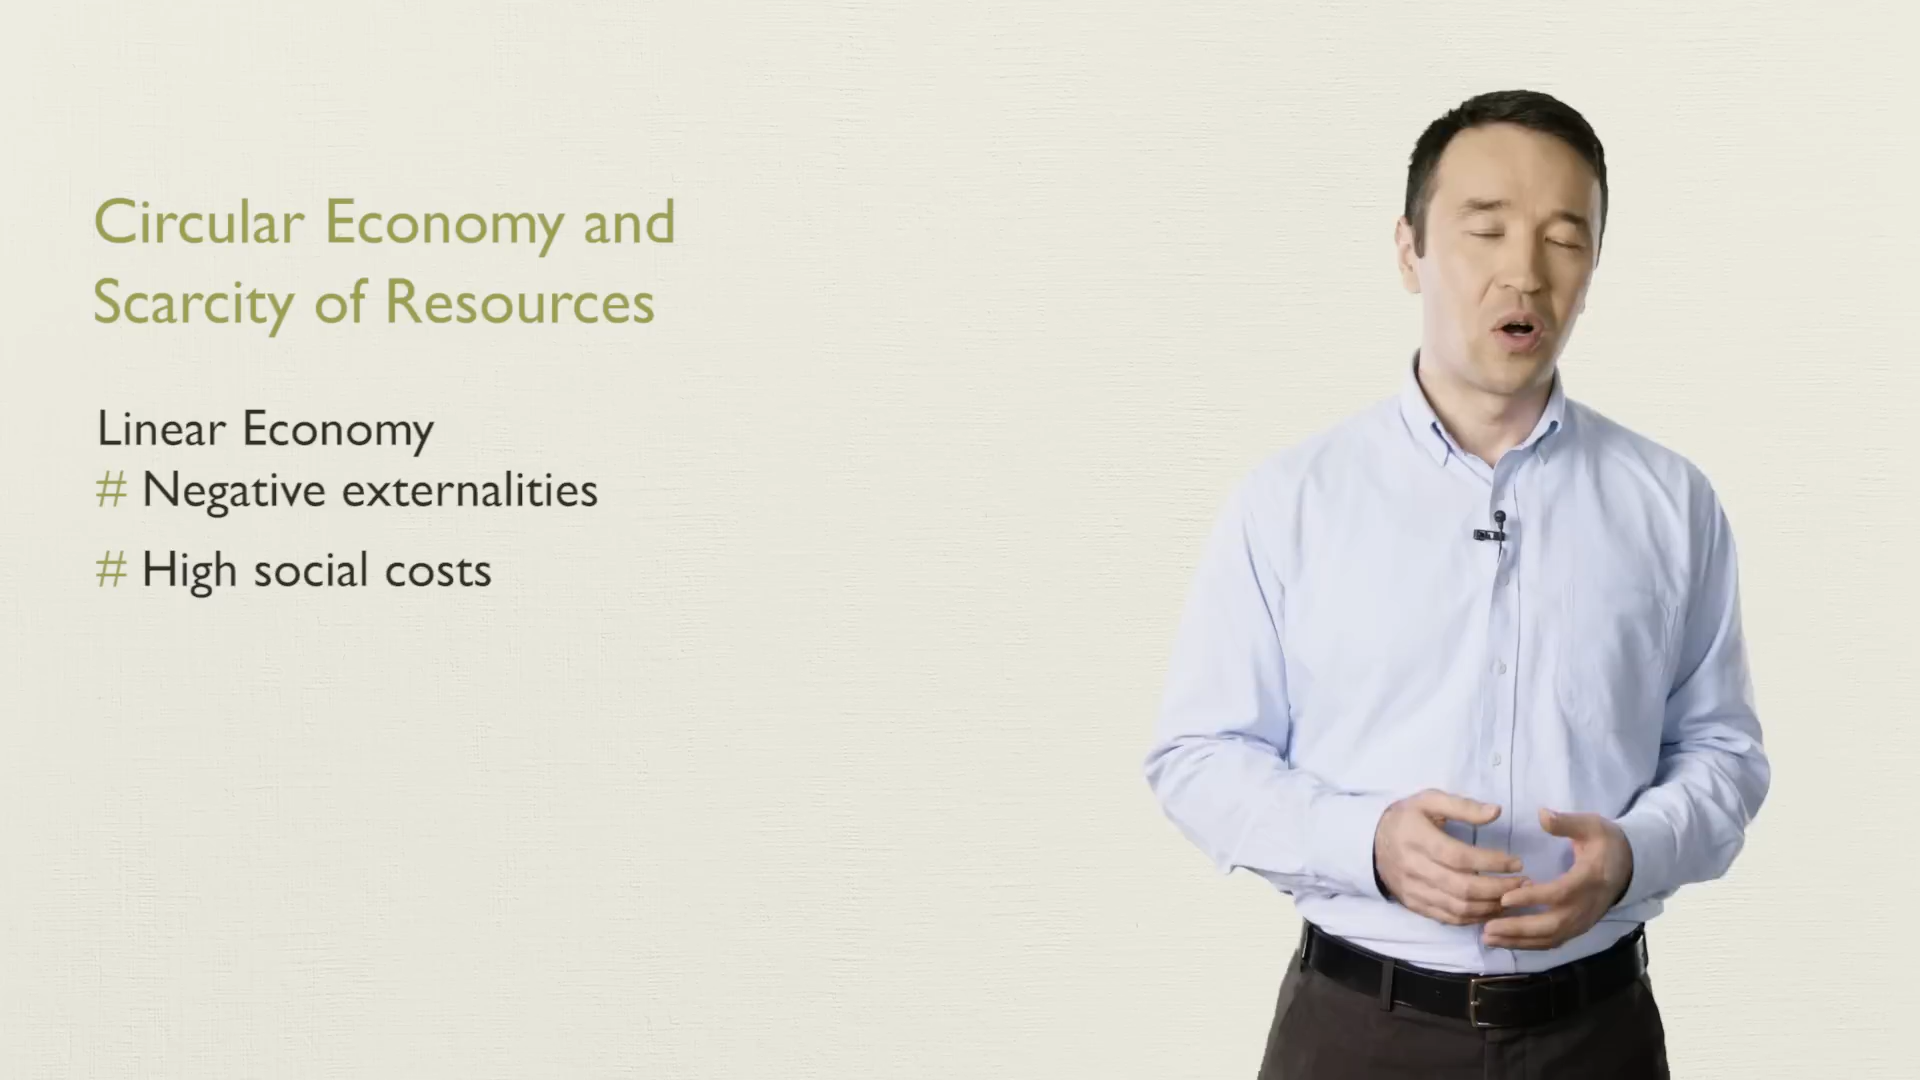 Circular Economy and
Scarcity of Resources
Linear Economy
# Negative externalities
# High social costs